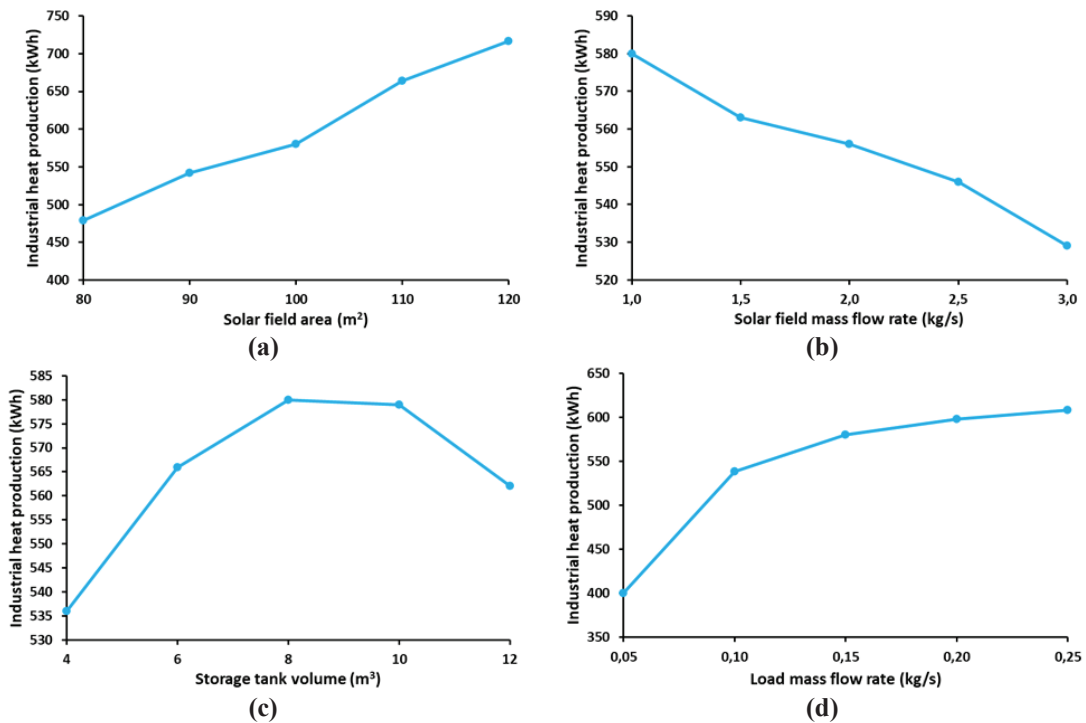 Industrial heat production (kWh)
750
700
650
600
550
500
450
400
80 90 100 110 120
Solar field area (m²)
(a)
Industrial heat production (kWh)
590
580
570
560
550
540
530
520
1,0 1,5 2,0 2,5 3,0
Solar field mass flow rate (kg/s)
(b)
Industrial heat production (kWh)
585
580
575
570
565
560
555
550
545
540
535
530
4 6 8 10 12
Storage tank volume (m³)
(c)
Industrial heat production (kWh)
650
600
550
500
450
400
350
0,05 0,10 0,15 0,20 0,25
Load mass flow rate (kg/s)
(d)